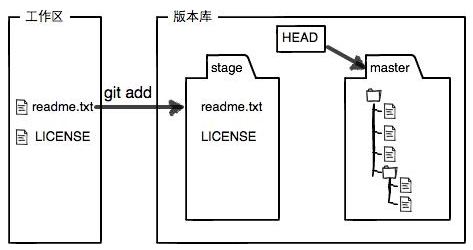 工作区
版本库
HEAD
stage
master
git add
readme.txt
readme.txt
LICENSE
LICENSE